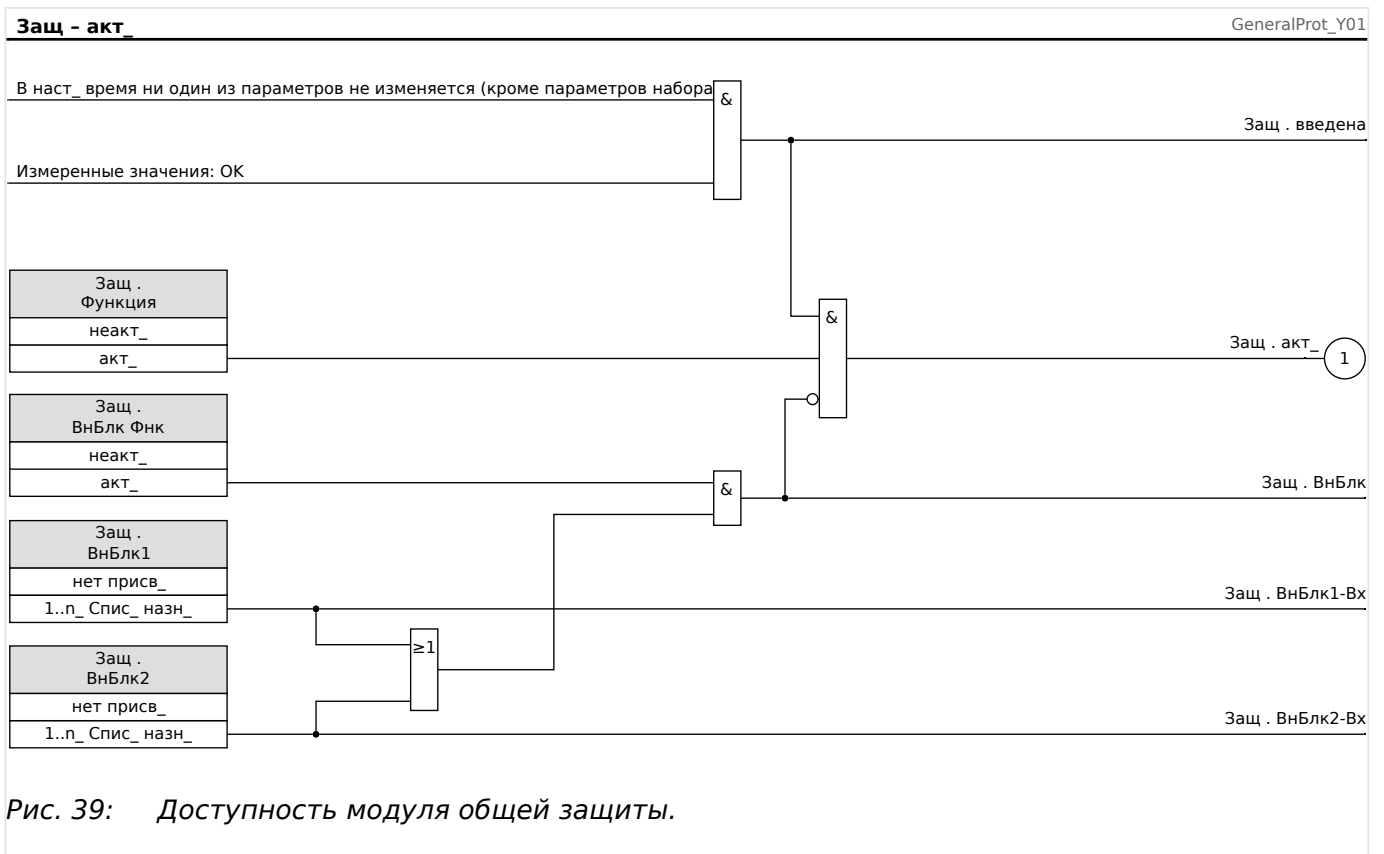 Защ – акт_
GeneralProt_Y01
В наст_ время ни один из параметров не изменяется (кроме параметров набора
&
Защ . введена
Измеренные значения: OK
Защ .
Функция
неакт_
акт_
&
Защ . акт_
1
Защ .
ВнБлк Фнк
неакт_
акт_
&
Защ . ВнБлк
Защ .
ВнБлк1
нет присв_
1..n_ Спис_ назн_
Защ . ВнБлк1-Вх
≥1
Защ .
ВнБлк2
нет присв_
1..n_ Спис_ назн_
Защ . ВнБлк2-Вх
Рис. 39: Доступность модуля общей защиты.